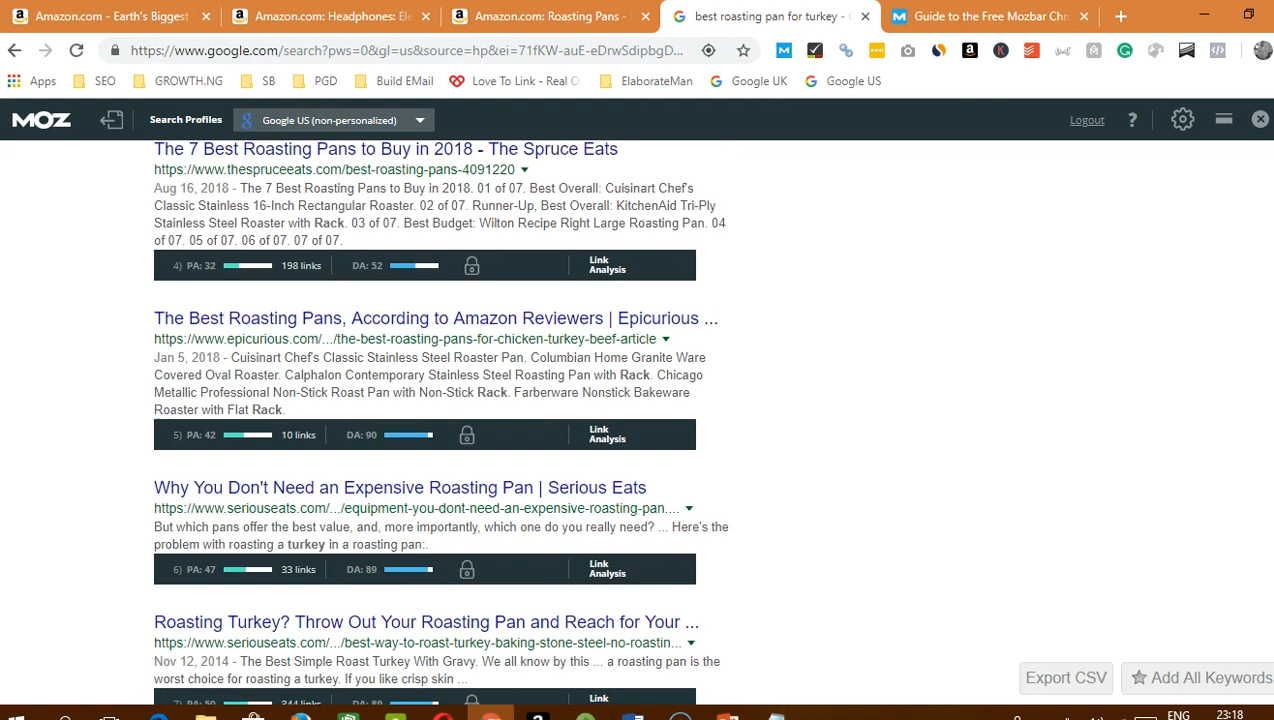 Amazon.com - Earth's Biggest
Amazon.com: Headphones: Ele
Amazon.com: Roasting Pans -
best roasting pan for turkey - G
Guide to the Free Mozbar Chro
https://www.google.com/search?pws=0&gl=us&source=hp&ei=71fKW-auE-eDrwSdipbgD...
Apps
SEO
GROWTH.NG
SB
PGD
Build EMail
Love To Link - Real O
ElaborateMan
Google UK
Google US
MOZ
Search Profiles
Google US (non-personalized)
Logout
?
The 7 Best Roasting Pans to Buy in 2018 - The Spruce Eats
https://www.thespruceeats.com/best-roasting-pans-4091220
Aug 16, 2018 - The 7 Best Roasting Pans to Buy in 2018. 01 of 07. Best Overall: Cuisinart Chef's
Classic Stainless 16-Inch Rectangular Roaster. 02 of 07. Runner-Up, Best Overall: KitchenAid Tri-Ply
Stainless Steel Roaster with Rack. 03 of 07. Best Budget: Wilton Recipe Right Large Roasting Pan. 04
of 07. 05 of 07. 06 of 07. 07 of 07.
4) PA: 32 198 links DA: 52 Link Analysis
The Best Roasting Pans, According to Amazon Reviewers | Epicurious ...
https://www.epicurious.com/.../the-best-roasting-pans-for-chicken-turkey-beef-article
Jan 5, 2018 - Cuisinart Chef's Classic Stainless Steel Roaster Pan. Columbian Home Granite Ware
Covered Oval Roaster. Calphalon Contemporary Stainless Steel Roasting Pan with Rack. Chicago
Metallic Professional Non-Stick Roast Pan with Non-Stick Rack. Farberware Nonstick Bakeware
Roaster with Flat Rack.
5) PA: 42 10 links DA: 90 Link Analysis
Why You Don't Need an Expensive Roasting Pan | Serious Eats
https://www.seriouseats.com/.../equipment-you-dont-need-an-expensive-roasting-pan....
But which pans offer the best value, and, more importantly, which one do you really need? ... Here's the
problem with roasting a turkey in a roasting pan:.
6) PA: 47 33 links DA: 89 Link Analysis
Roasting Turkey? Throw Out Your Roasting Pan and Reach for Your ...
https://www.seriouseats.com/.../best-way-to-roast-turkey-baking-stone-steel-no-roastin...
Nov 12, 2014 - The Best Simple Roast Turkey With Gravy. We all know by this ... a roasting pan is the
worst choice for roasting a turkey. If you like crisp skin ...
7) PA: 50 344 links DA: 89 Link
Export CSV
Add All Keywords
ENG
23:18